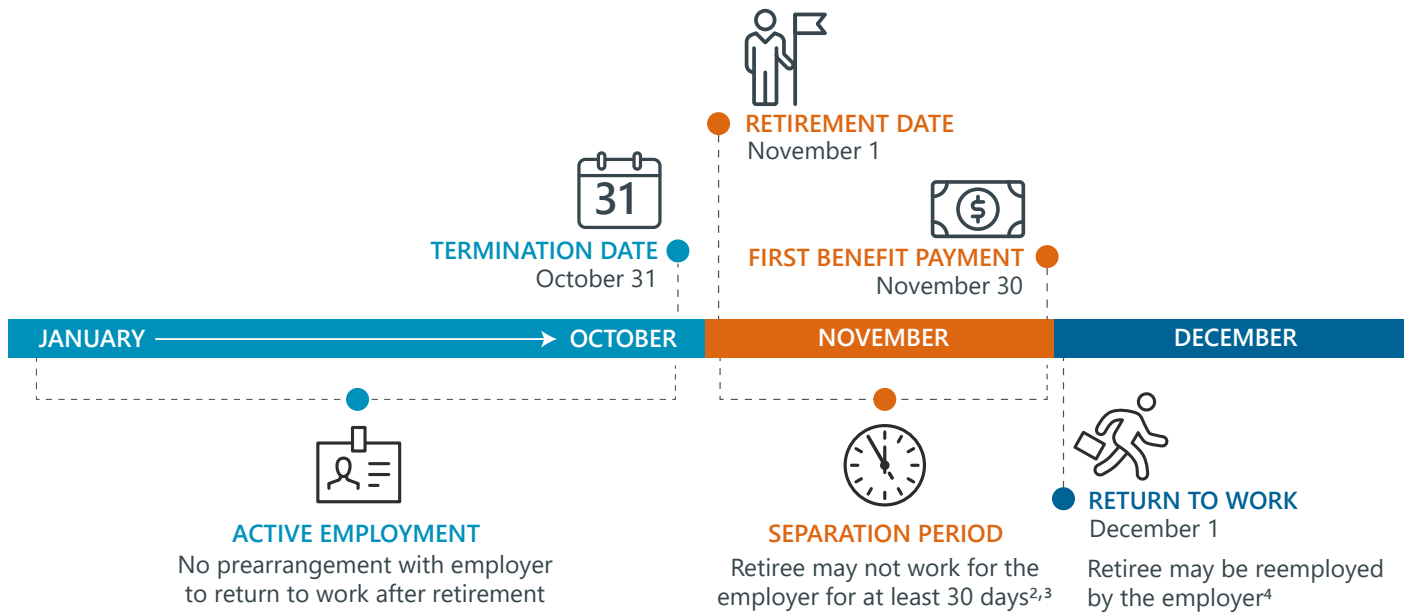 RETIREMENT DATE
November 1
31
TERMINATION DATE
October 31
$
FIRST BENEFIT PAYMENT
November 30
JANUARY
OCTOBER
NOVEMBER
DECEMBER
ACTIVE EMPLOYMENT
No prearrangement with employer
to return to work after retirement
SEPARATION PERIOD
Retiree may not work for the
employer for at least 30 days²,³
RETURN TO WORK
December 1
Retiree may be reemployed
by the employer⁴